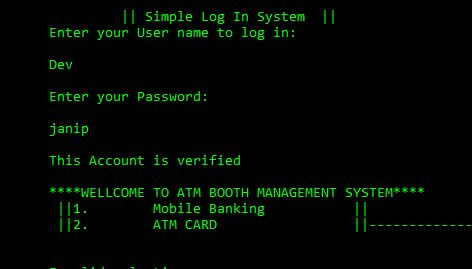 || Simple Log In System ||
Enter your User name to log in:
Dev
Enter your Password:
janip
This Account is verified
****WELLCOME TO ATM BOOTH MANAGEMENT SYSTEM****
||1. Mobile Banking ||
||2. ATM CARD ||-------------